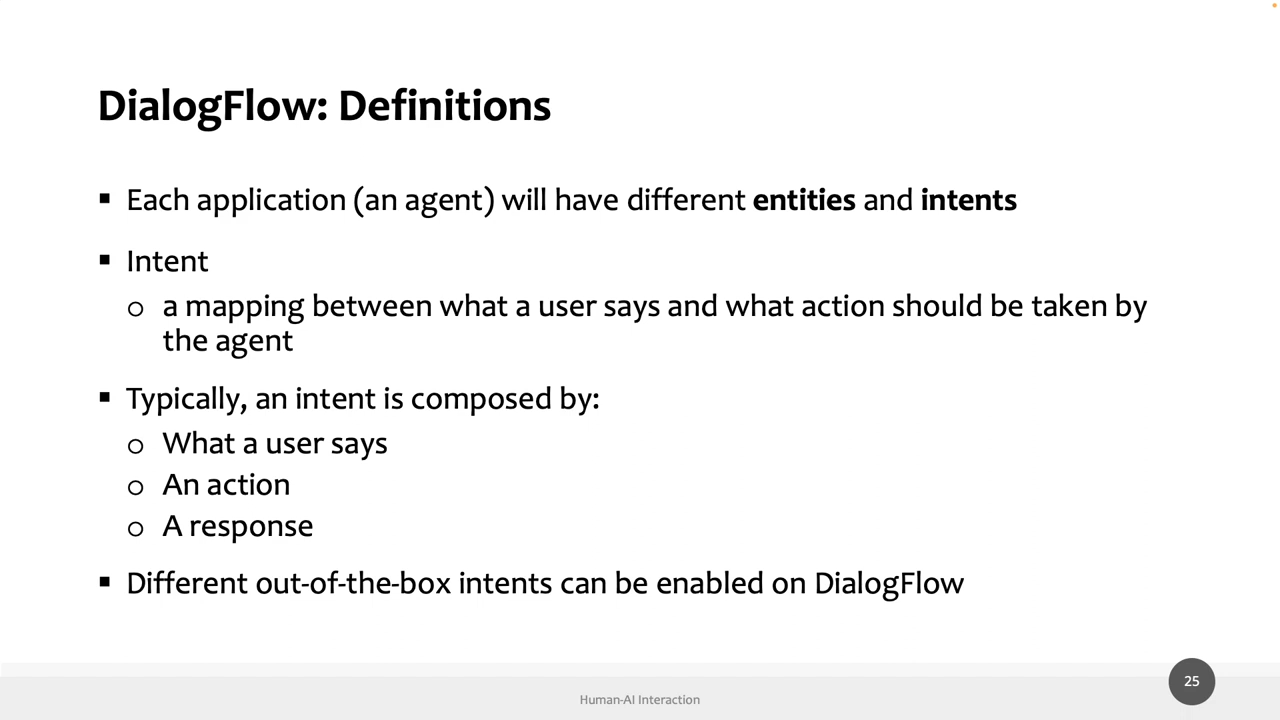 DialogFlow: Definitions
▪ Each application (an agent) will have different entities and intents
▪ Intent
o a mapping between what a user says and what action should be taken by
the agent
▪ Typically, an intent is composed by:
o What a user says
o An action
o A response
▪ Different out-of-the-box intents can be enabled on DialogFlow
25
Human-AI Interaction